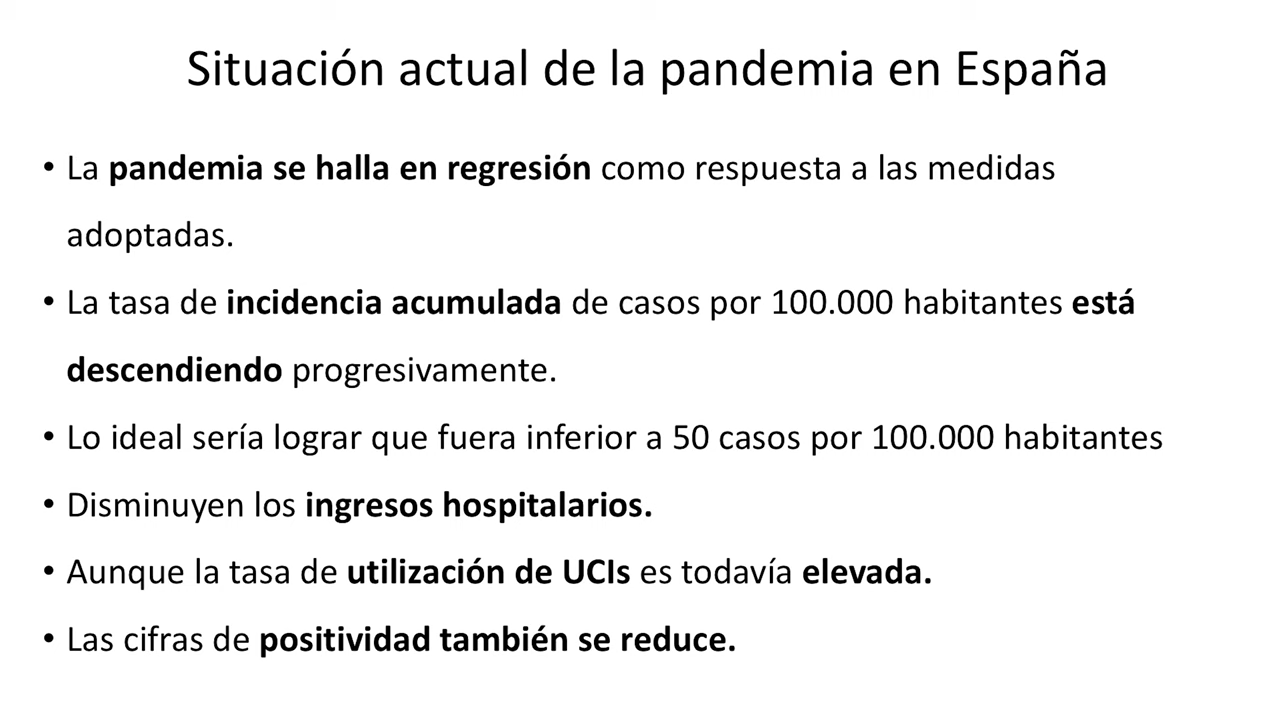 Situación actual de la pandemia en España
• La pandemia se halla en regresión como respuesta a las medidas
adoptadas.
• La tasa de incidencia acumulada de casos por 100.000 habitantes está
descendiendo progresivamente.
• Lo ideal sería lograr que fuera inferior a 50 casos por 100.000 habitantes
• Disminuyen los ingresos hospitalarios.
• Aunque la tasa de utilización de UCIs es todavía elevada.
• Las cifras de positividad también se reduce.